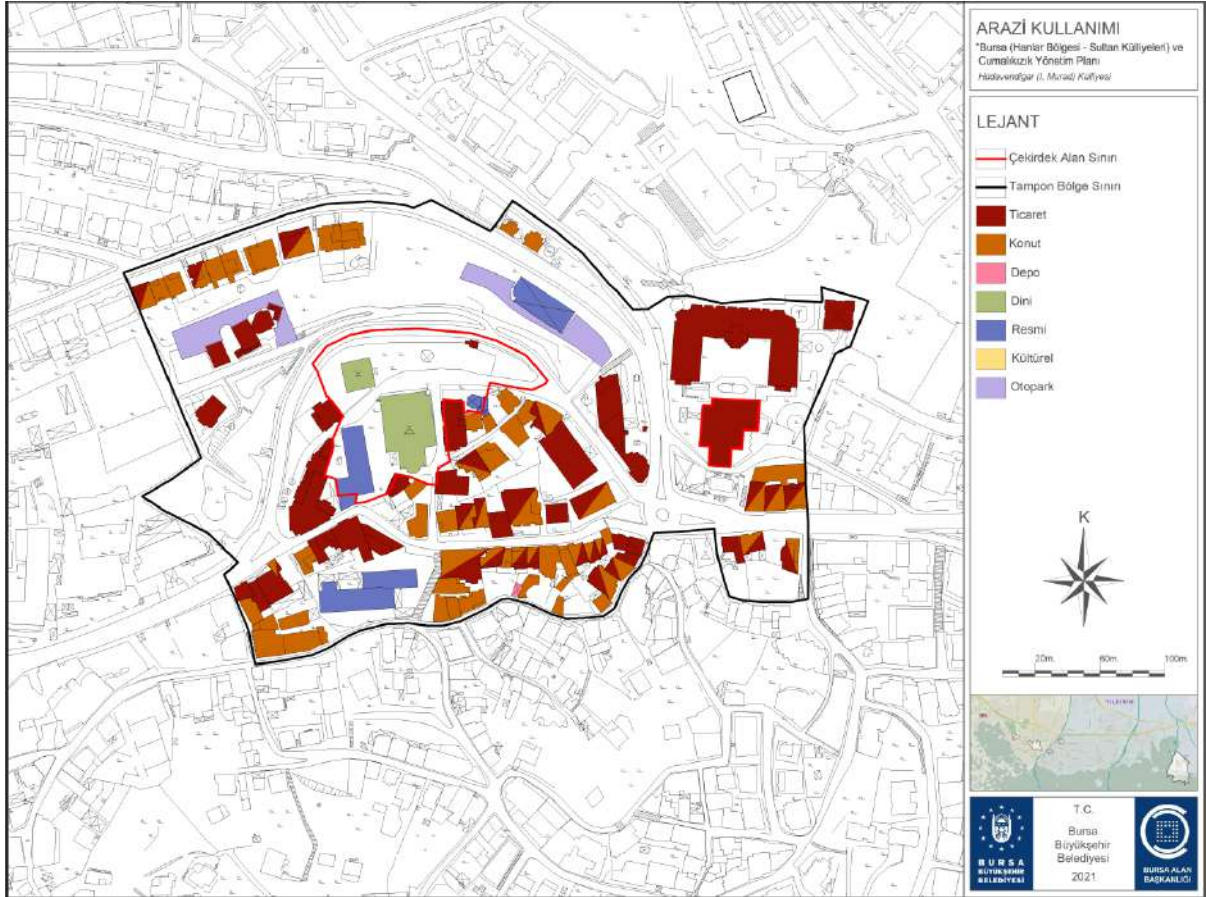 ARAZİ KULLANIMI
"Bursa (Hanlar Bölgesi - Sultan Külliyeleri) ve
Cumalıkızık Yönetim Planı
Hüdavendigar (I. Murad) Külliyesi
LEJANT
Çekirdek Alan Sınırı
Tampon Bölge Sınırı
Ticaret
Konut
Depo
Dini
Resmi
Kültürel
Otopark
K
20m. 60m. 100m.
YILDIRIM
BURSA
BÜYÜKŞEHİR
BELEDİYESİ
T.C.
Bursa
Büyükşehir
Belediyesi
2021
BURSA ALAN
BAŞKANLIĞI